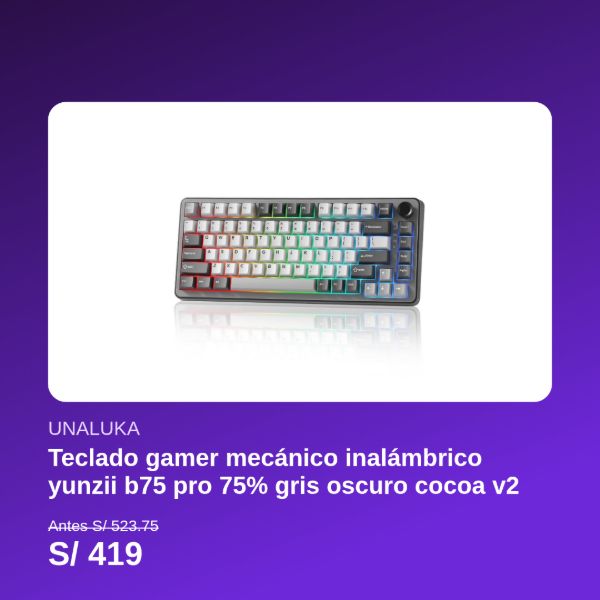 UNALUKA
Teclado gamer mecánico inalámbrico
yunzii b75 pro 75% gris oscuro cocoa v2
Antes S/ 523.75
S/ 419